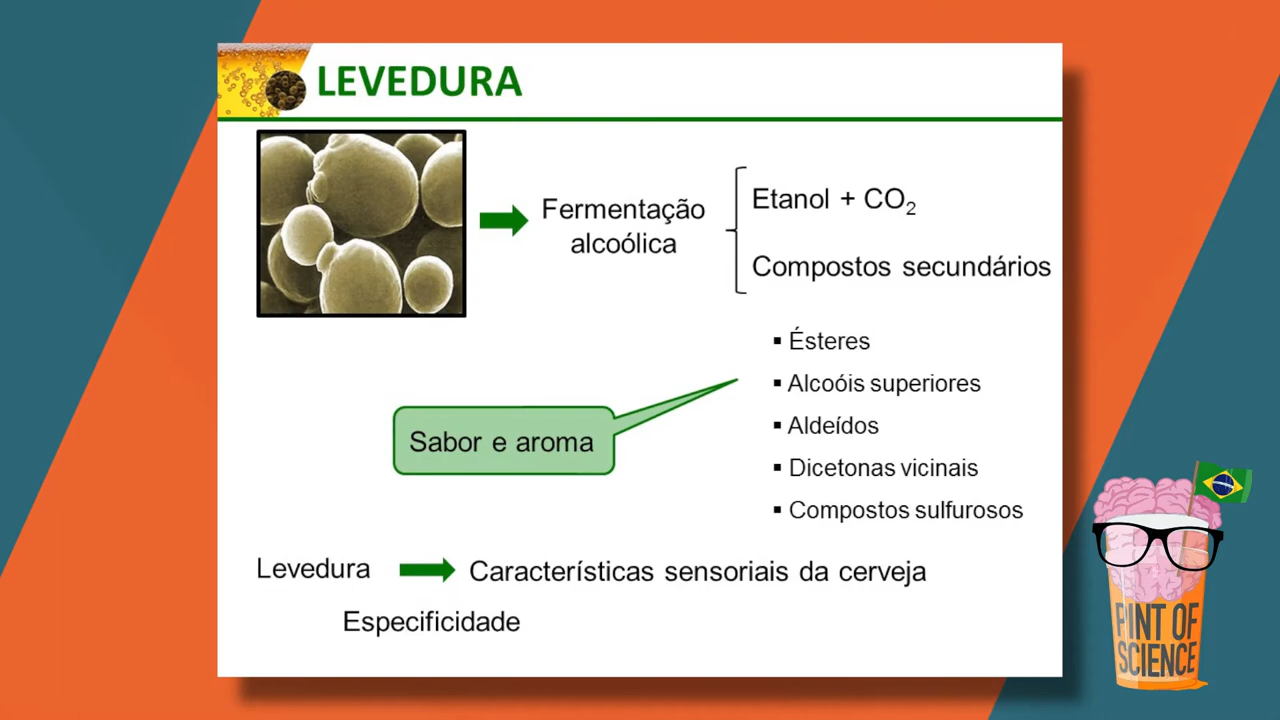 LEVEDURA
Fermentação
alcoólica
Etanol + CO₂
Compostos secundários
▪ Ésteres
▪ Alcoóis superiores
▪ Aldeídos
▪ Dicetonas vicinais
▪ Compostos sulfurosos
Sabor e aroma
Levedura
Características sensoriais da cerveja
Especificidade
PINT OF
SCIENCE